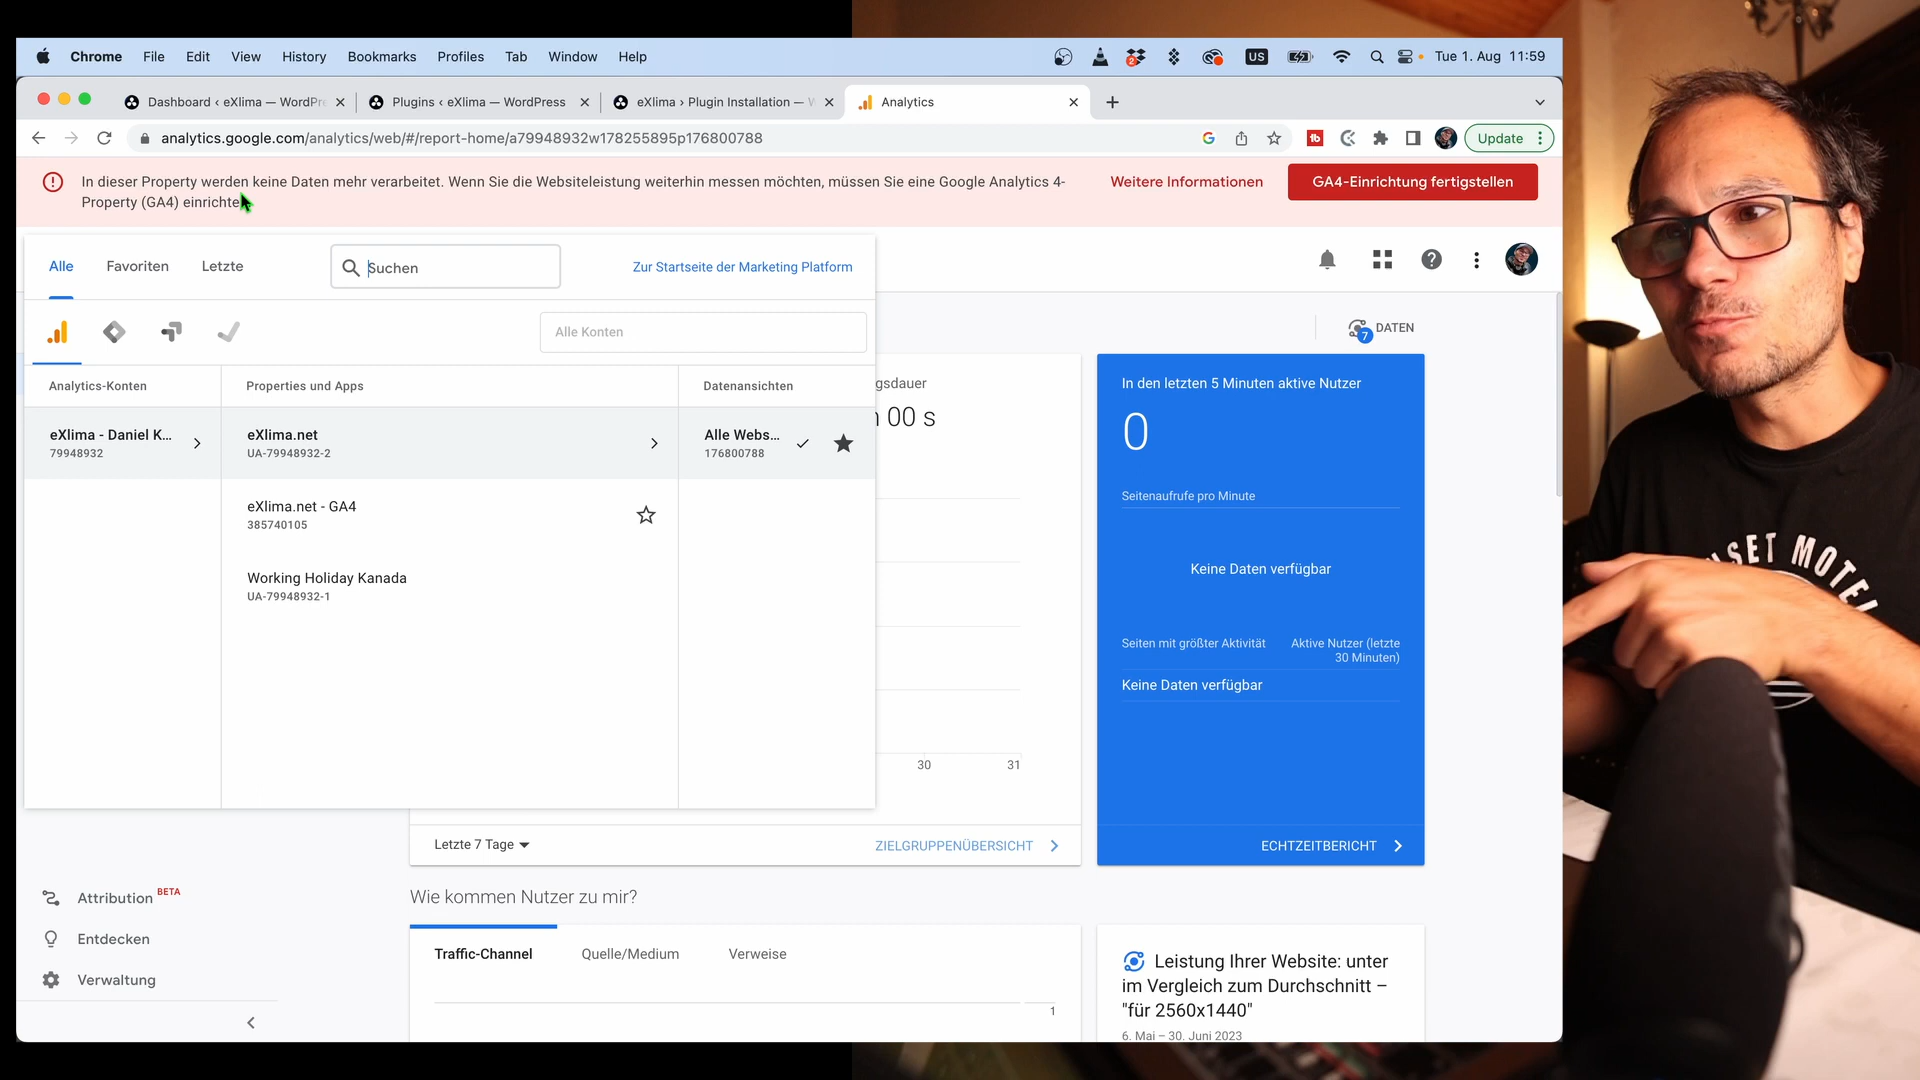 Chrome File Edit View History Bookmarks Profiles Tab Window Help
2 US Tue 1. Aug 11:59
Dashboard ‹ eXlima — WordPre
Plugins ‹ eXlima — WordPress
eXlima › Plugin Installation — W
Analytics
analytics.google.com/analytics/web/#/report-home/a79948932w178255895p176800788
Update
In dieser Property werden keine Daten mehr verarbeitet. Wenn Sie die Websiteleistung weiterhin messen möchten, müssen Sie eine Google Analytics 4-
Property (GA4) einrichte
Weitere Informationen
GA4-Einrichtung fertigstellen
Alle Favoriten Letzte
Suchen
Zur Startseite der Marketing Platform
Alle Konten
Analytics-Konten
Properties und Apps
Datenansichten
eXlima - Daniel K...
79948932
eXlima.net
UA-79948932-2
Alle Webs...
176800788
eXlima.net - GA4
385740105
Working Holiday Kanada
UA-79948932-1
7 DATEN
gsdauer
00 s
30 31
In den letzten 5 Minuten aktive Nutzer
0
Seitenaufrufe pro Minute
Keine Daten verfügbar
Seiten mit größter Aktivität
Aktive Nutzer (letzte
30 Minuten)
Keine Daten verfügbar
Letzte 7 Tage
ZIELGRUPPENÜBERSICHT
ECHTZEITBERICHT
Attribution BETA
Entdecken
Verwaltung
Wie kommen Nutzer zu mir?
Traffic-Channel Quelle/Medium Verweise
1
Leistung Ihrer Website: unter
im Vergleich zum Durchschnitt –
"für 2560x1440"
6. Mai – 30. Juni 2023
SET MOTEL